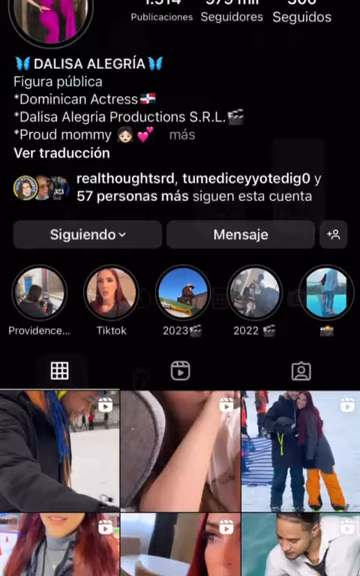 Publicaciones Seguidores Seguidos
🦋 DALISA ALEGRÍA🦋
Figura pública
*Dominican Actress🇩🇴
*Dalisa Alegria Productions S.R.L.🎬
*Proud mommy 👧🏻💕 más
Ver traducción
realthoughtsrd, tumediceyyotedig0 y
57 personas más siguen esta cuenta
Siguiendo
Mensaje
Providence...
Tiktok
2023🎬
2022 🎬
📸